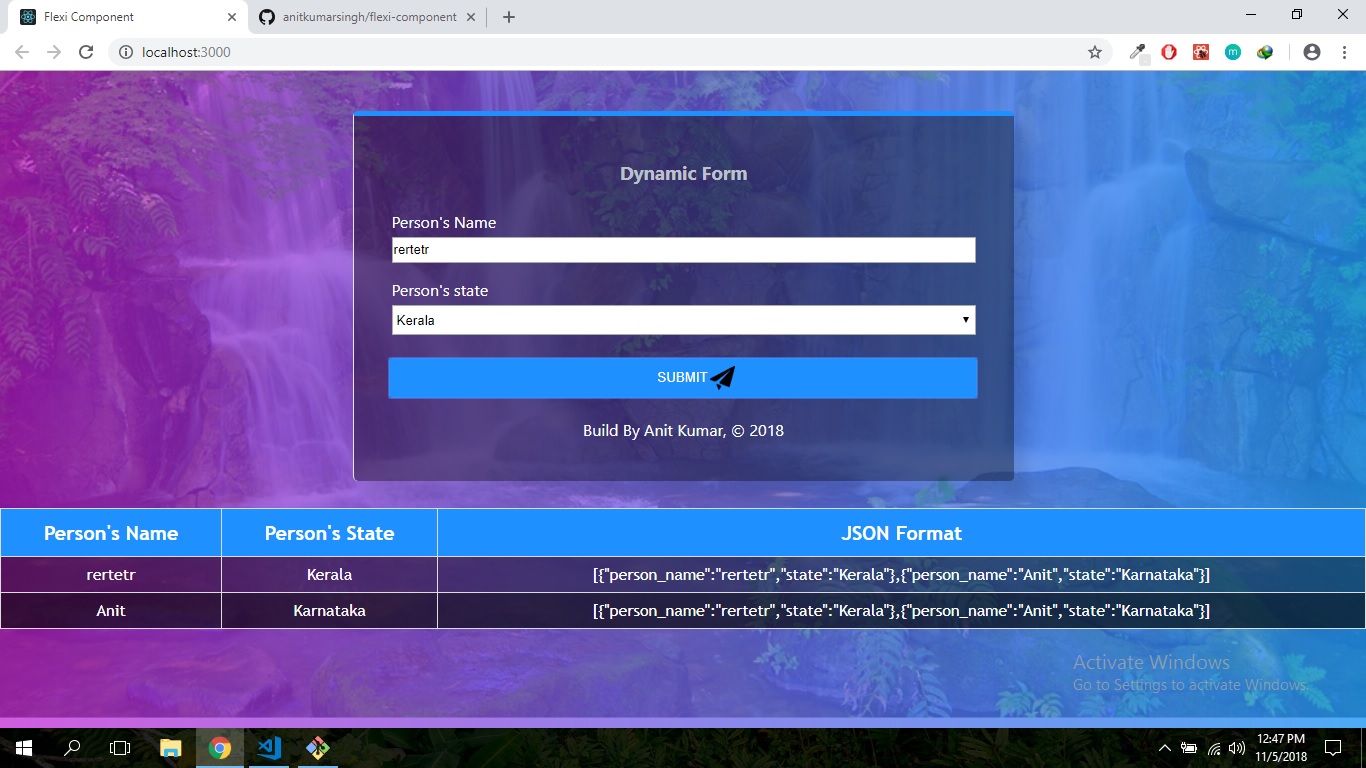 Flexi Component
anitkumarsingh/flexi-component
localhost:3000
m
Dynamic Form
Person's Name
rertetr
Person's state
Kerala
SUBMIT
Build By Anit Kumar, © 2018
Person's Name Person's State JSON Format
rertetr Kerala [{"person_name":"rertetr","state":"Kerala"},{"person_name":"Anit","state":"Karnataka"}]
Anit Karnataka [{"person_name":"rertetr","state":"Kerala"},{"person_name":"Anit","state":"Karnataka"}]
Activate Windows
Go to Settings to activate Windows.
12:47 PM
11/5/2018